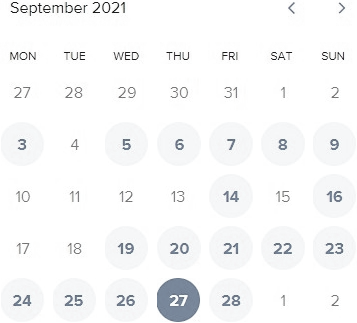 September 2021
MON TUE WED THU FRI SAT SUN
27 28 29 30 31 1 2
3 4 5 6 7 8 9
10 11 12 13 14 15 16
17 18 19 20 21 22 23
24 25 26 27 28 1 2